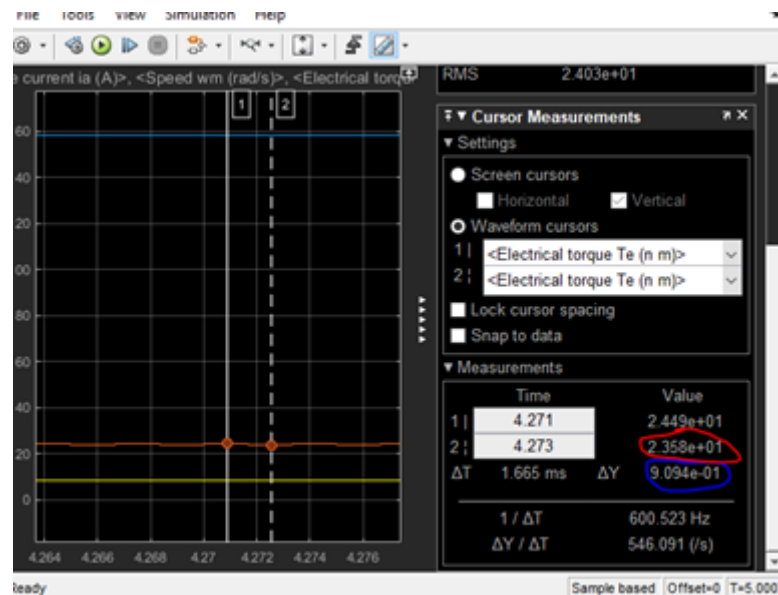 File Tools View Simulation Help
e current ia (A)>, <Speed wm (rad/s)>, <Electrical torqu
RMS 2.403e+01
1 2
Cursor Measurements
Settings
Screen cursors
Horizontal Vertical
Waveform cursors
1 <Electrical torque Te (n m)>
2 <Electrical torque Te (n m)>
Lock cursor spacing
Snap to data
Measurements
Time Value
1 4.271 2.449e+01
2 4.273 2.358e+01
ΔT 1.665 ms ΔY 9.094e-01
1 / ΔT 600.523 Hz
ΔY / ΔT 546.091 (/s)
60
40
20
00
80
60
40
20
0
4.264 4.266 4.268 4.27 4.272 4.274 4.276
Ready
Sample based Offset=0 T=5.000